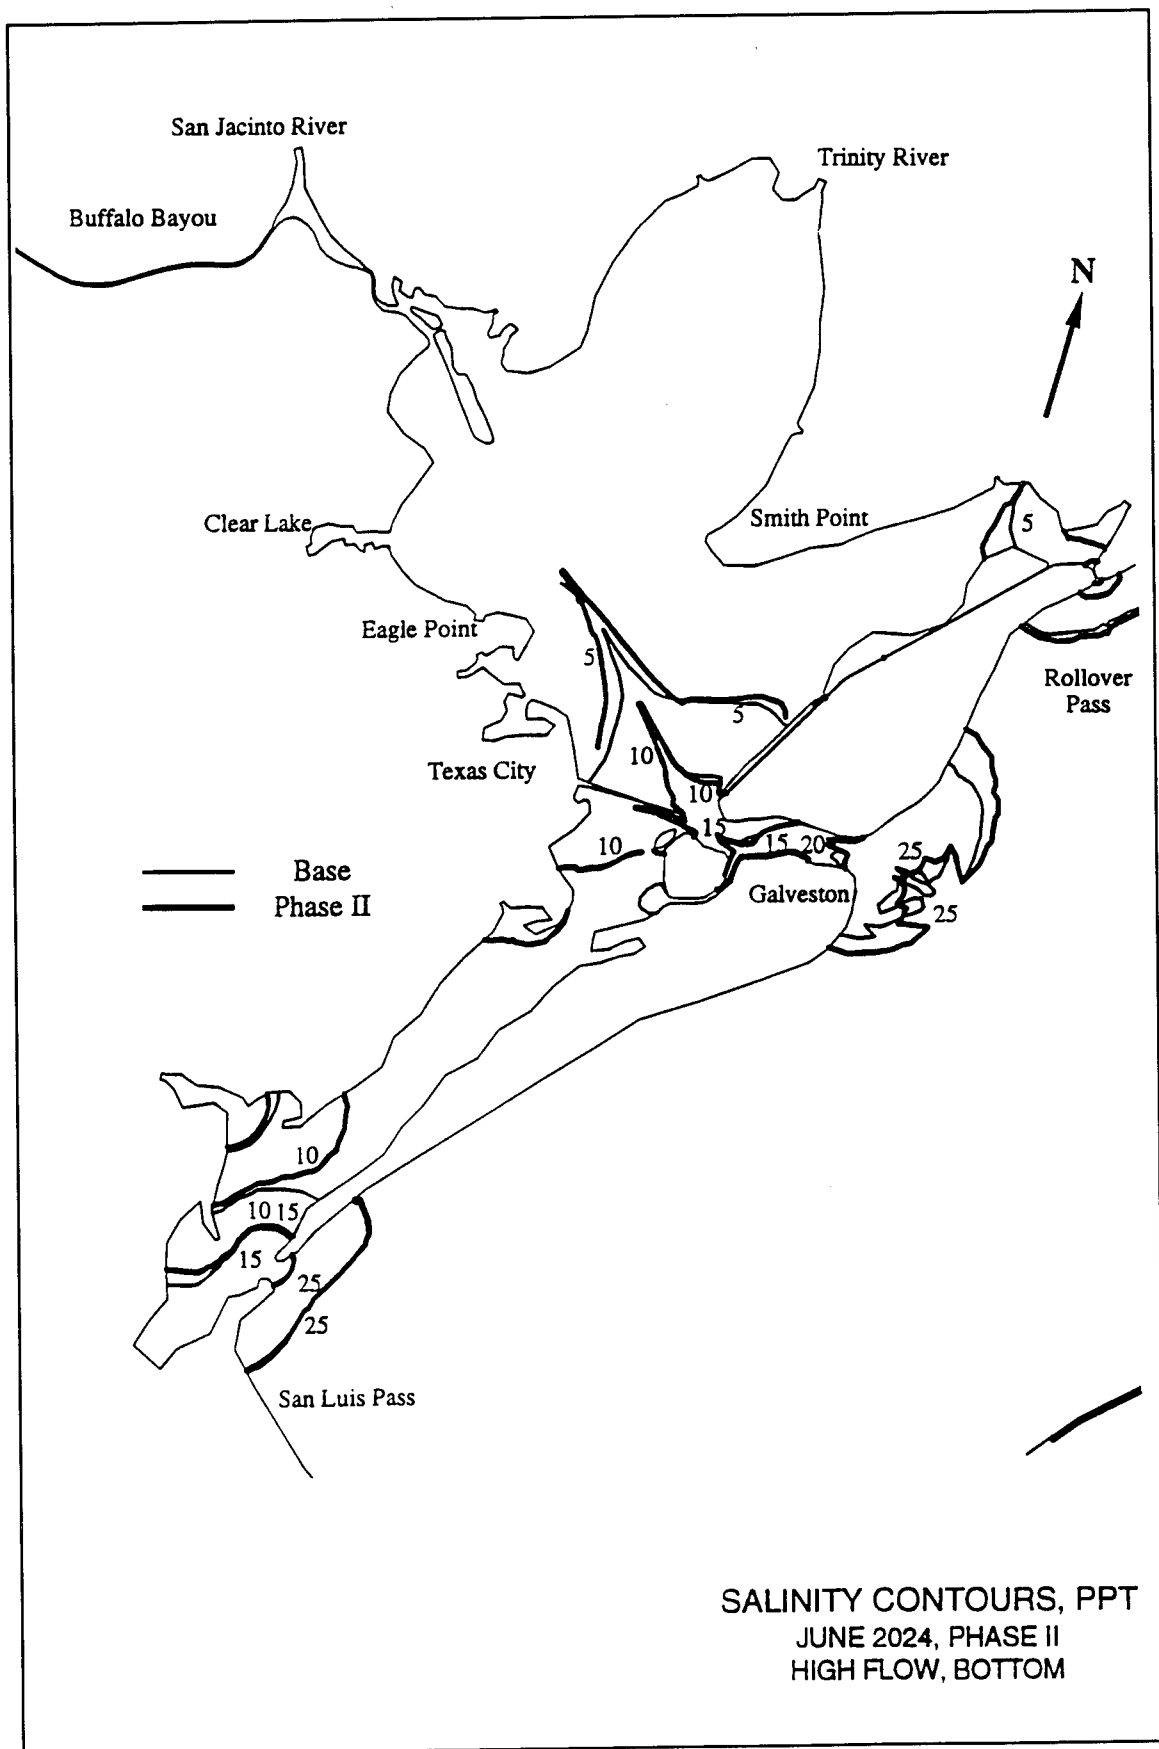 San Jacinto River
Trinity River
Buffalo Bayou
N
Smith Point
Clear Lake
5
Eagle Point
5
Rollover
Pass
5
10
Texas City
10
15
10
15
20
25
Base
Galveston
25
Phase II
10
10
15
15
25
25
San Luis Pass
SALINITY CONTOURS, PPT
JUNE 2024, PHASE II
HIGH FLOW, BOTTOM